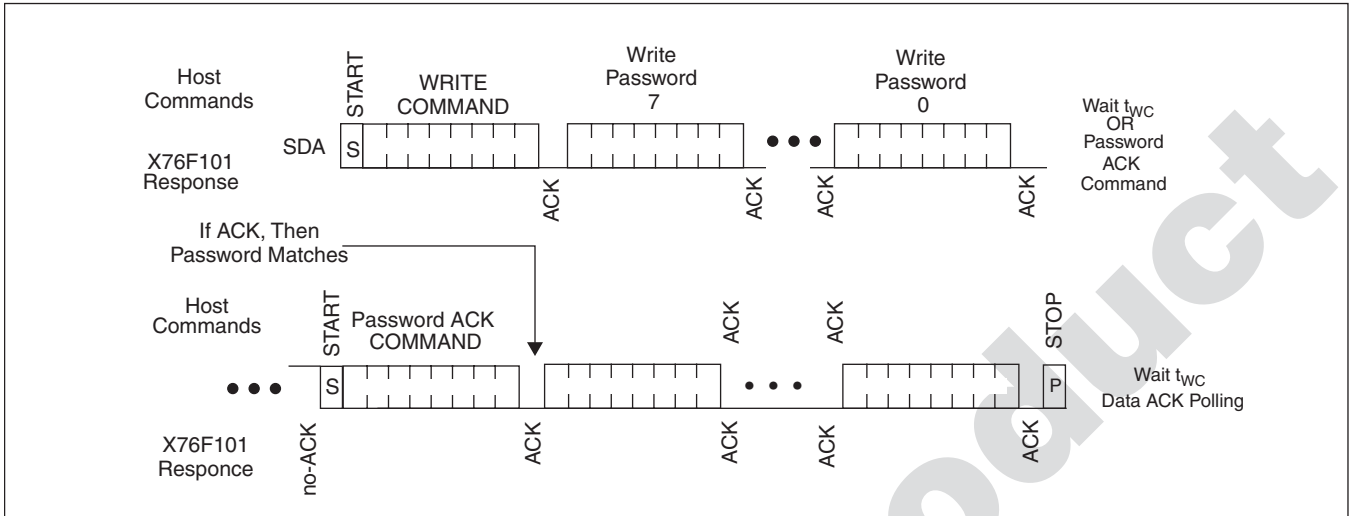 Host
Commands
START
WRITE
COMMAND
Write
Password
7
Write
Password
0
Wait tWC
OR
Password
ACK
Command
SDA
S
X76F101
Response
ACK
ACK
ACK
ACK
If ACK, Then
Password Matches
Host
Commands
START
Password ACK
COMMAND
ACK
ACK
STOP
S
P
Wait tWC
Data ACK Polling
X76F101
Responce
no-ACK
ACK
ACK
ACK
ACK